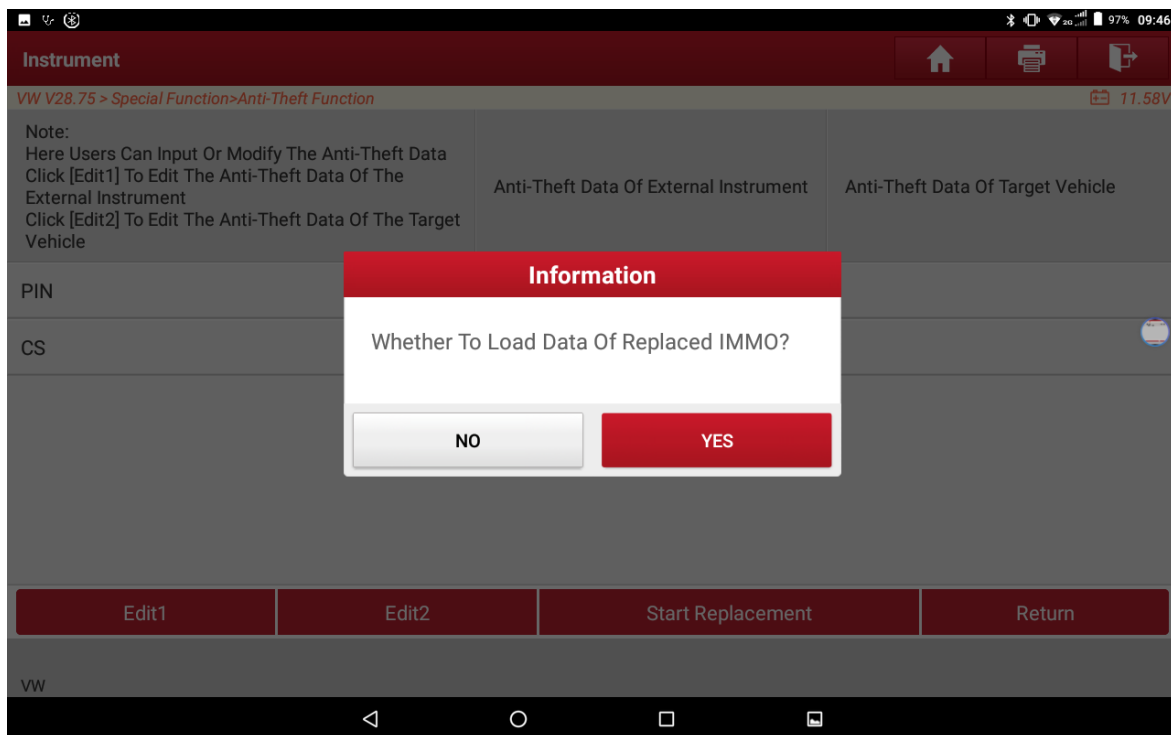 2G 97% 09:46
Instrument
VW V28.75 > Special Function>Anti-Theft Function
11.58V
Note:
Here Users Can Input Or Modify The Anti-Theft Data
Click [Edit1] To Edit The Anti-Theft Data Of The
External Instrument
Click [Edit2] To Edit The Anti-Theft Data Of The Target
Vehicle
Anti-Theft Data Of External Instrument
Anti-Theft Data Of Target Vehicle
Information
PIN
Whether To Load Data Of Replaced IMMO?
CS
NO
YES
Edit1
Edit2
Start Replacement
Return
VW